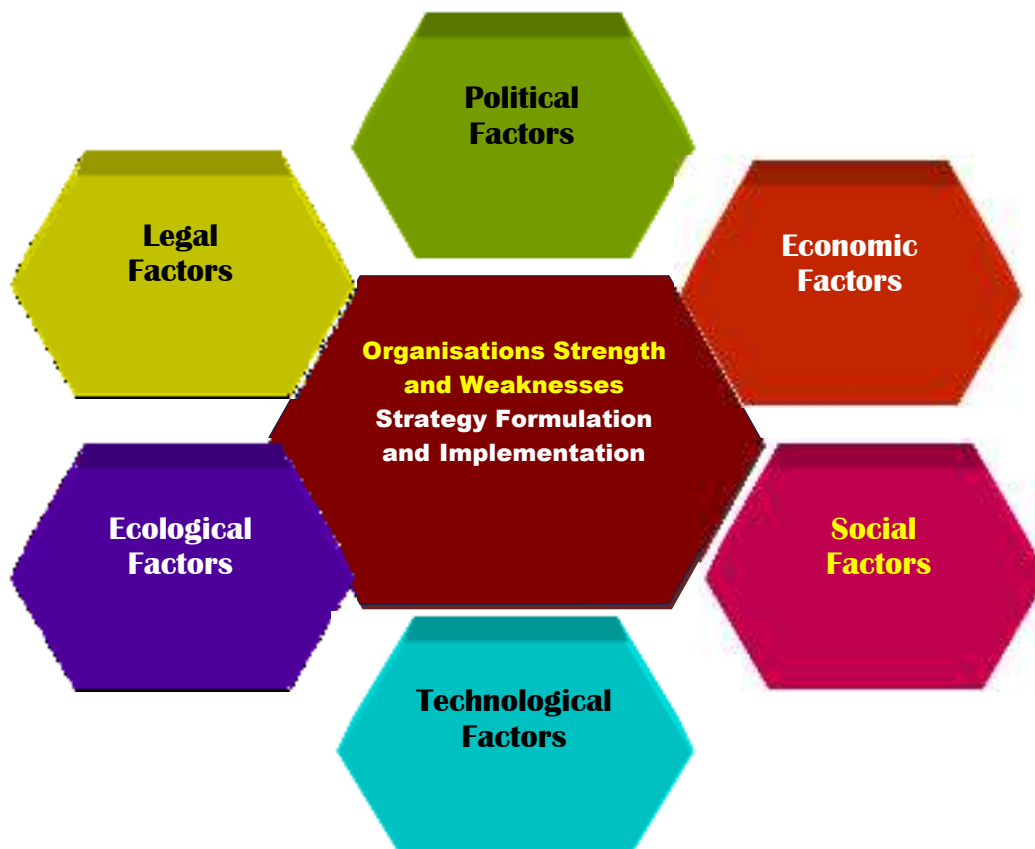 Political
Factors
Legal
Factors
Economic
Factors
Organisations Strength
and Weaknesses
Strategy Formulation
and Implementation
Ecological
Factors
Social
Factors
Technological
Factors